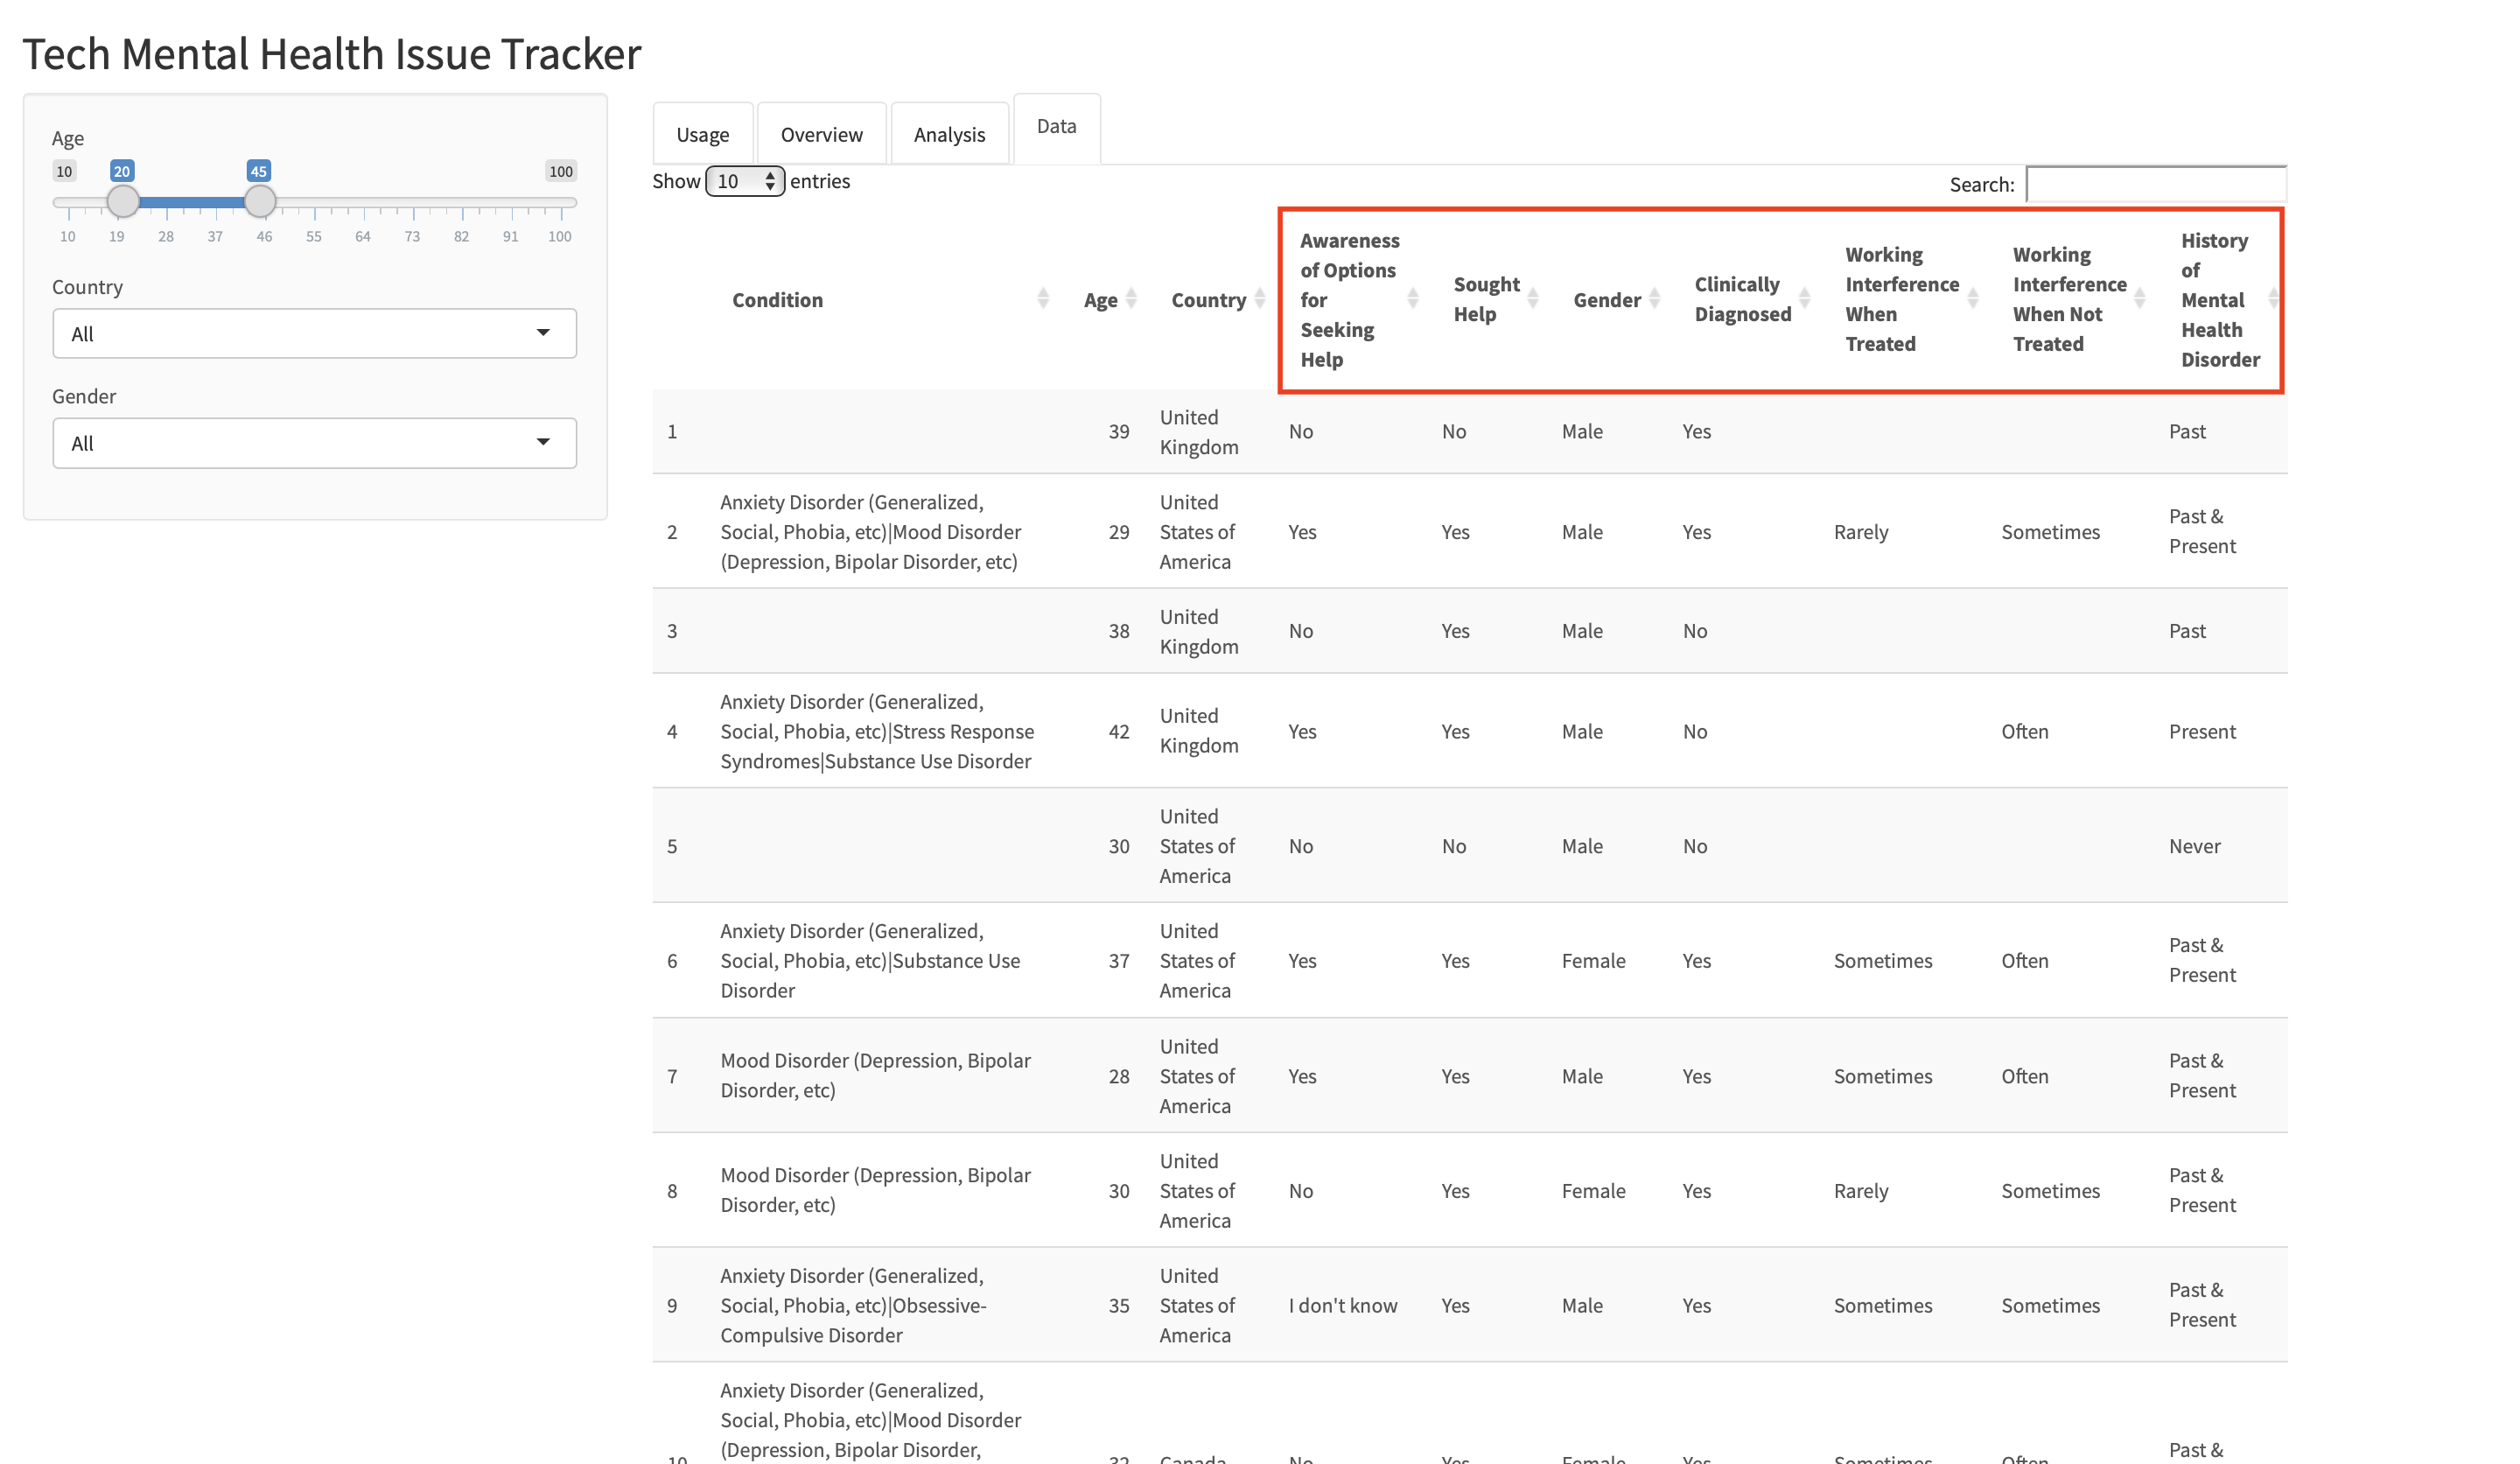 Tech Mental Health Issue Tracker
Age
10 20 45 100
10 19 28 37 46 55 64 73 82 91 100
Country
All
Gender
All
Usage Overview Analysis Data
Show 10 entries
Search:
Condition
Age
Country
Awareness
of Options
for
Seeking
Help
Sought
Help
Gender
Clinically
Diagnosed
Working
Interference
When
Treated
Working
Interference
When Not
Treated
History
of
Mental
Health
Disorder
1
39
United
Kingdom
No
No
Male
Yes
Past
2
Anxiety Disorder (Generalized,
Social, Phobia, etc)|Mood Disorder
(Depression, Bipolar Disorder, etc)
29
United
States of
America
Yes
Yes
Male
Yes
Rarely
Sometimes
Past &
Present
3
38
United
Kingdom
No
Yes
Male
No
Past
4
Anxiety Disorder (Generalized,
Social, Phobia, etc)|Stress Response
Syndromes|Substance Use Disorder
42
United
Kingdom
Yes
Yes
Male
No
Often
Present
5
30
United
States of
America
No
No
Male
No
Never
6
Anxiety Disorder (Generalized,
Social, Phobia, etc)|Substance Use
Disorder
37
United
States of
America
Yes
Yes
Female
Yes
Sometimes
Often
Past &
Present
7
Mood Disorder (Depression, Bipolar
Disorder, etc)
28
United
States of
America
Yes
Yes
Male
Yes
Sometimes
Often
Past &
Present
8
Mood Disorder (Depression, Bipolar
Disorder, etc)
30
United
States of
America
No
Yes
Female
Yes
Rarely
Sometimes
Past &
Present
9
Anxiety Disorder (Generalized,
Social, Phobia, etc)|Obsessive-
Compulsive Disorder
35
United
States of
America
I don't know
Yes
Male
Yes
Sometimes
Sometimes
Past &
Present
10
Anxiety Disorder (Generalized,
Social, Phobia, etc)|Mood Disorder
(Depression, Bipolar Disorder,
32
Canada
No
Yes
Female
Yes
Sometimes
Often
Past &